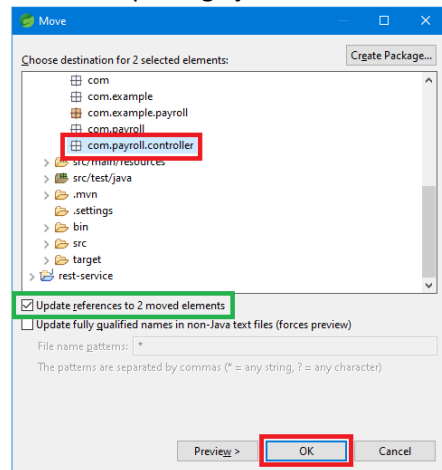 Move
Choose destination for 2 selected elements:
Create Package...
com
com.example
com.example.payroll
com.payroll
com.payroll.controller
src/main/resources
src/test/java
.mvn
.settings
bin
src
target
rest-service
Update references to 2 moved elements
Update fully qualified names in non-Java text files (forces preview)
File name patterns: *
The patterns are separated by commas (* = any string, ? = any character)
Preview >
OK
Cancel